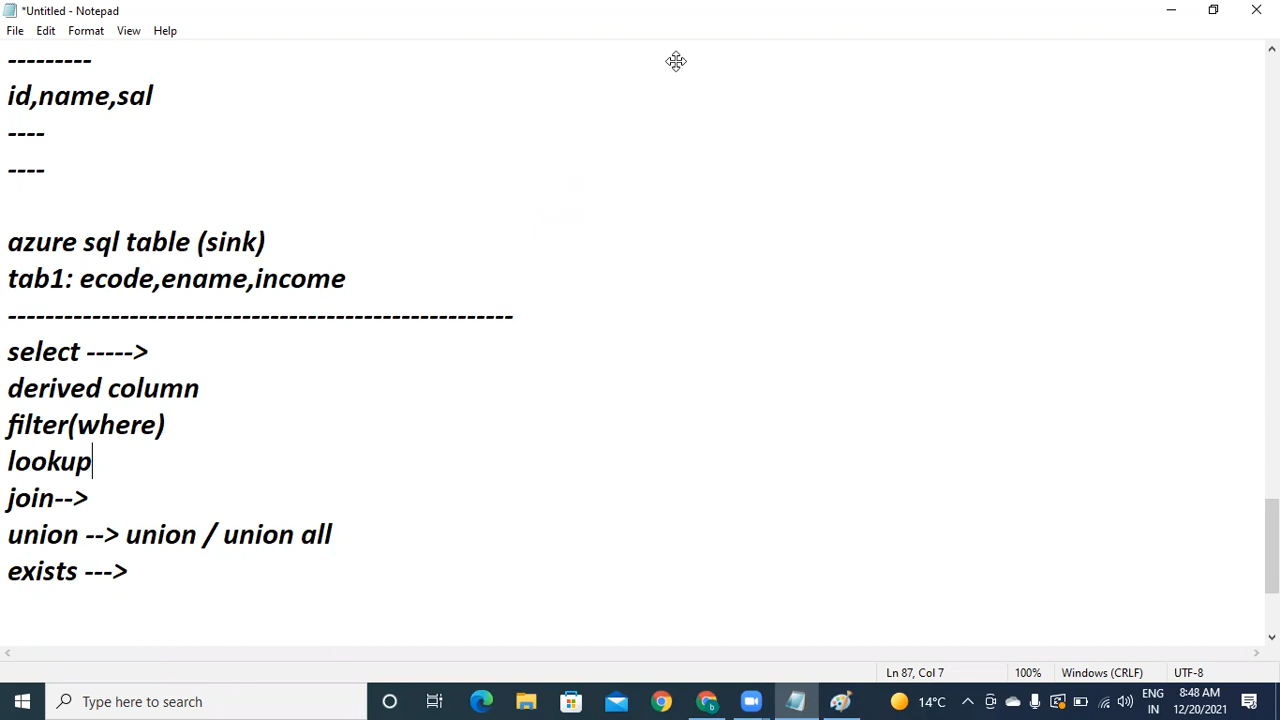 *Untitled - Notepad
File Edit Format View Help
---------
id,name,sal
----
----
azure sql table (sink)
tab1: ecode,ename,income
------------------------------------------------------
select ----->
derived column
filter(where)
lookup
join-->
union --> union / union all
exists --->
Ln 87, Col 7 100% Windows (CRLF) UTF-8
Type here to search 14°C ENG 8:48 AM
IN 12/20/2021